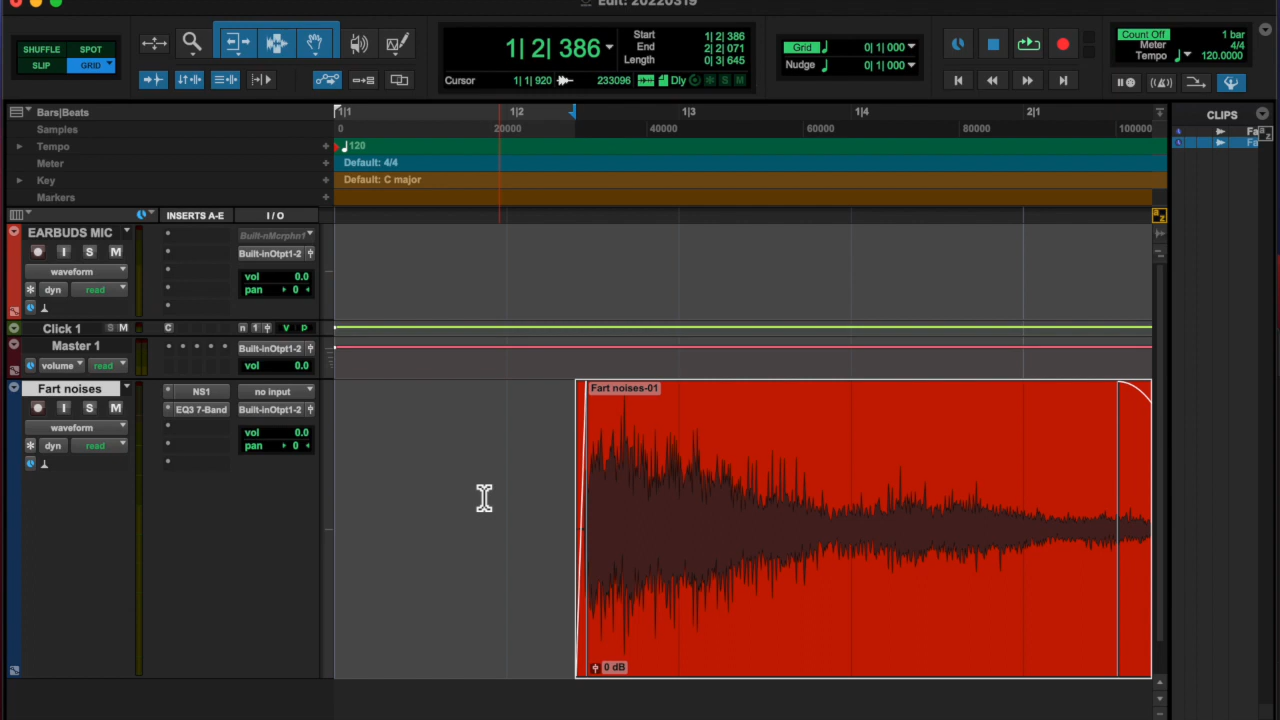 Edit: 20220319
SHUFFLE SPOT
SLIP GRID
1| 2| 386
Start 1| 2| 386
End 2| 2| 071
Length 0| 3| 645
Cursor 1| 1| 920 233096 Dly S M
Grid 0| 1| 000
Nudge 0| 1| 000
Count Off 1 bar
Meter 4/4
Tempo 120.0000
Bars|Beats 1|1 1|2 1|3 1|4 2|1
Samples 0 20000 40000 60000 80000 100000
Tempo 120
Meter Default: 4/4
Key Default: C major
Markers
CLIPS
Fa
Fa
INSERTS A-E I / O
EARBUDS MIC
I S M
waveform
dyn read
Built-nMcrphn1
Built-inOtpt1-2
vol 0.0
pan 0
Click 1 S M C n 1 V P
Master 1
volume read
Built-inOtpt1-2
vol 0.0
Fart noises
I S M
waveform
dyn read
NS1 no input
EQ3 7-Band Built-inOtpt1-2
vol 0.0
pan 0
Fart noises-01
0 dB